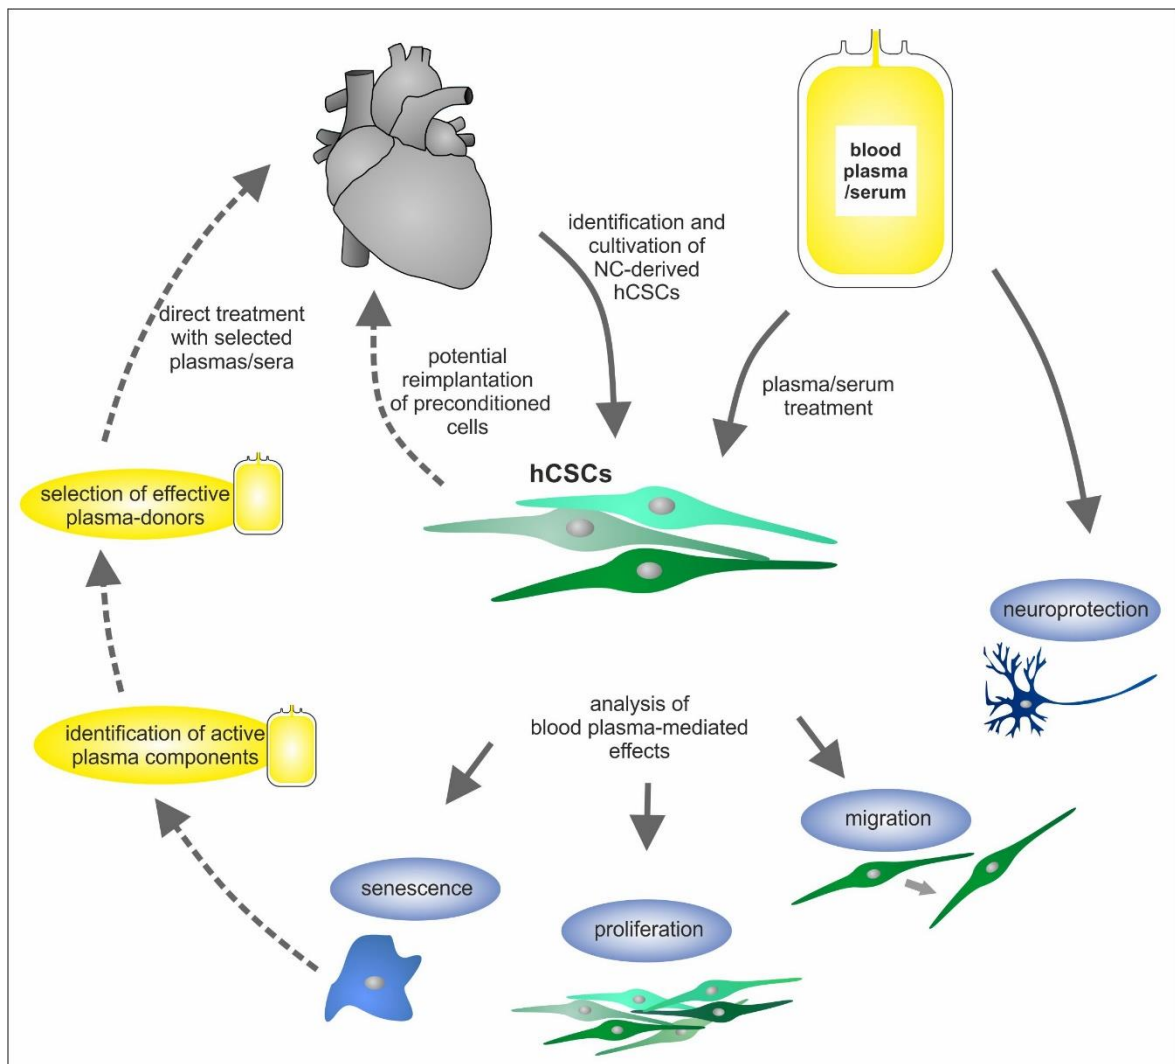 blood
plasma
/serum
identification and
cultivation of
NC-derived
hCSCs
direct treatment
with selected
plasmas/sera
potential
reimplantation
of preconditioned
cells
plasma/serum
treatment
hCSCs
selection of effective
plasma-donors
neuroprotection
identification of active
plasma components
analysis of
blood plasma-mediated
effects
migration
senescence
proliferation